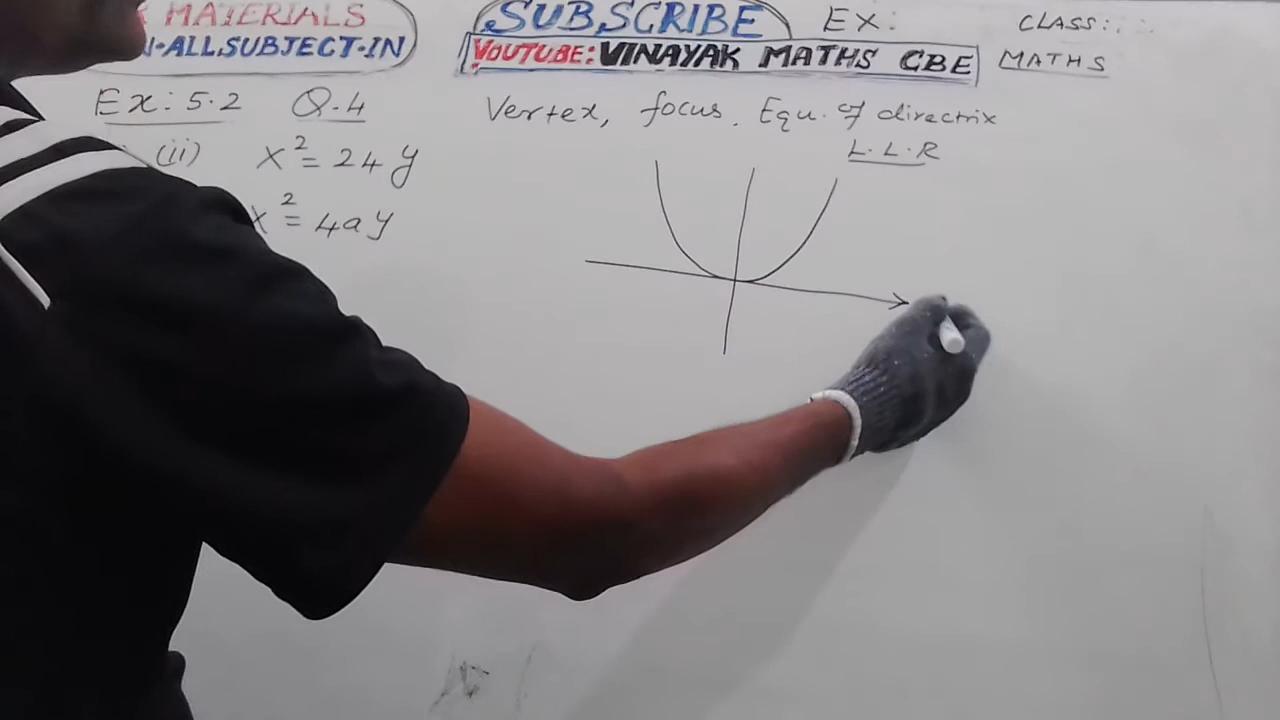 MATERIALS
N-ALL.SUBJECT-IN
SUBSCRIBE
YOUTUBE: VINAYAK MATHS CBE
EX:
CLASS:
MATHS
Ex: 5.2 Q.4
Vertex, focus, Equ. of directrix
L. L. R
(ii) x² = 24y
x² = 4ay